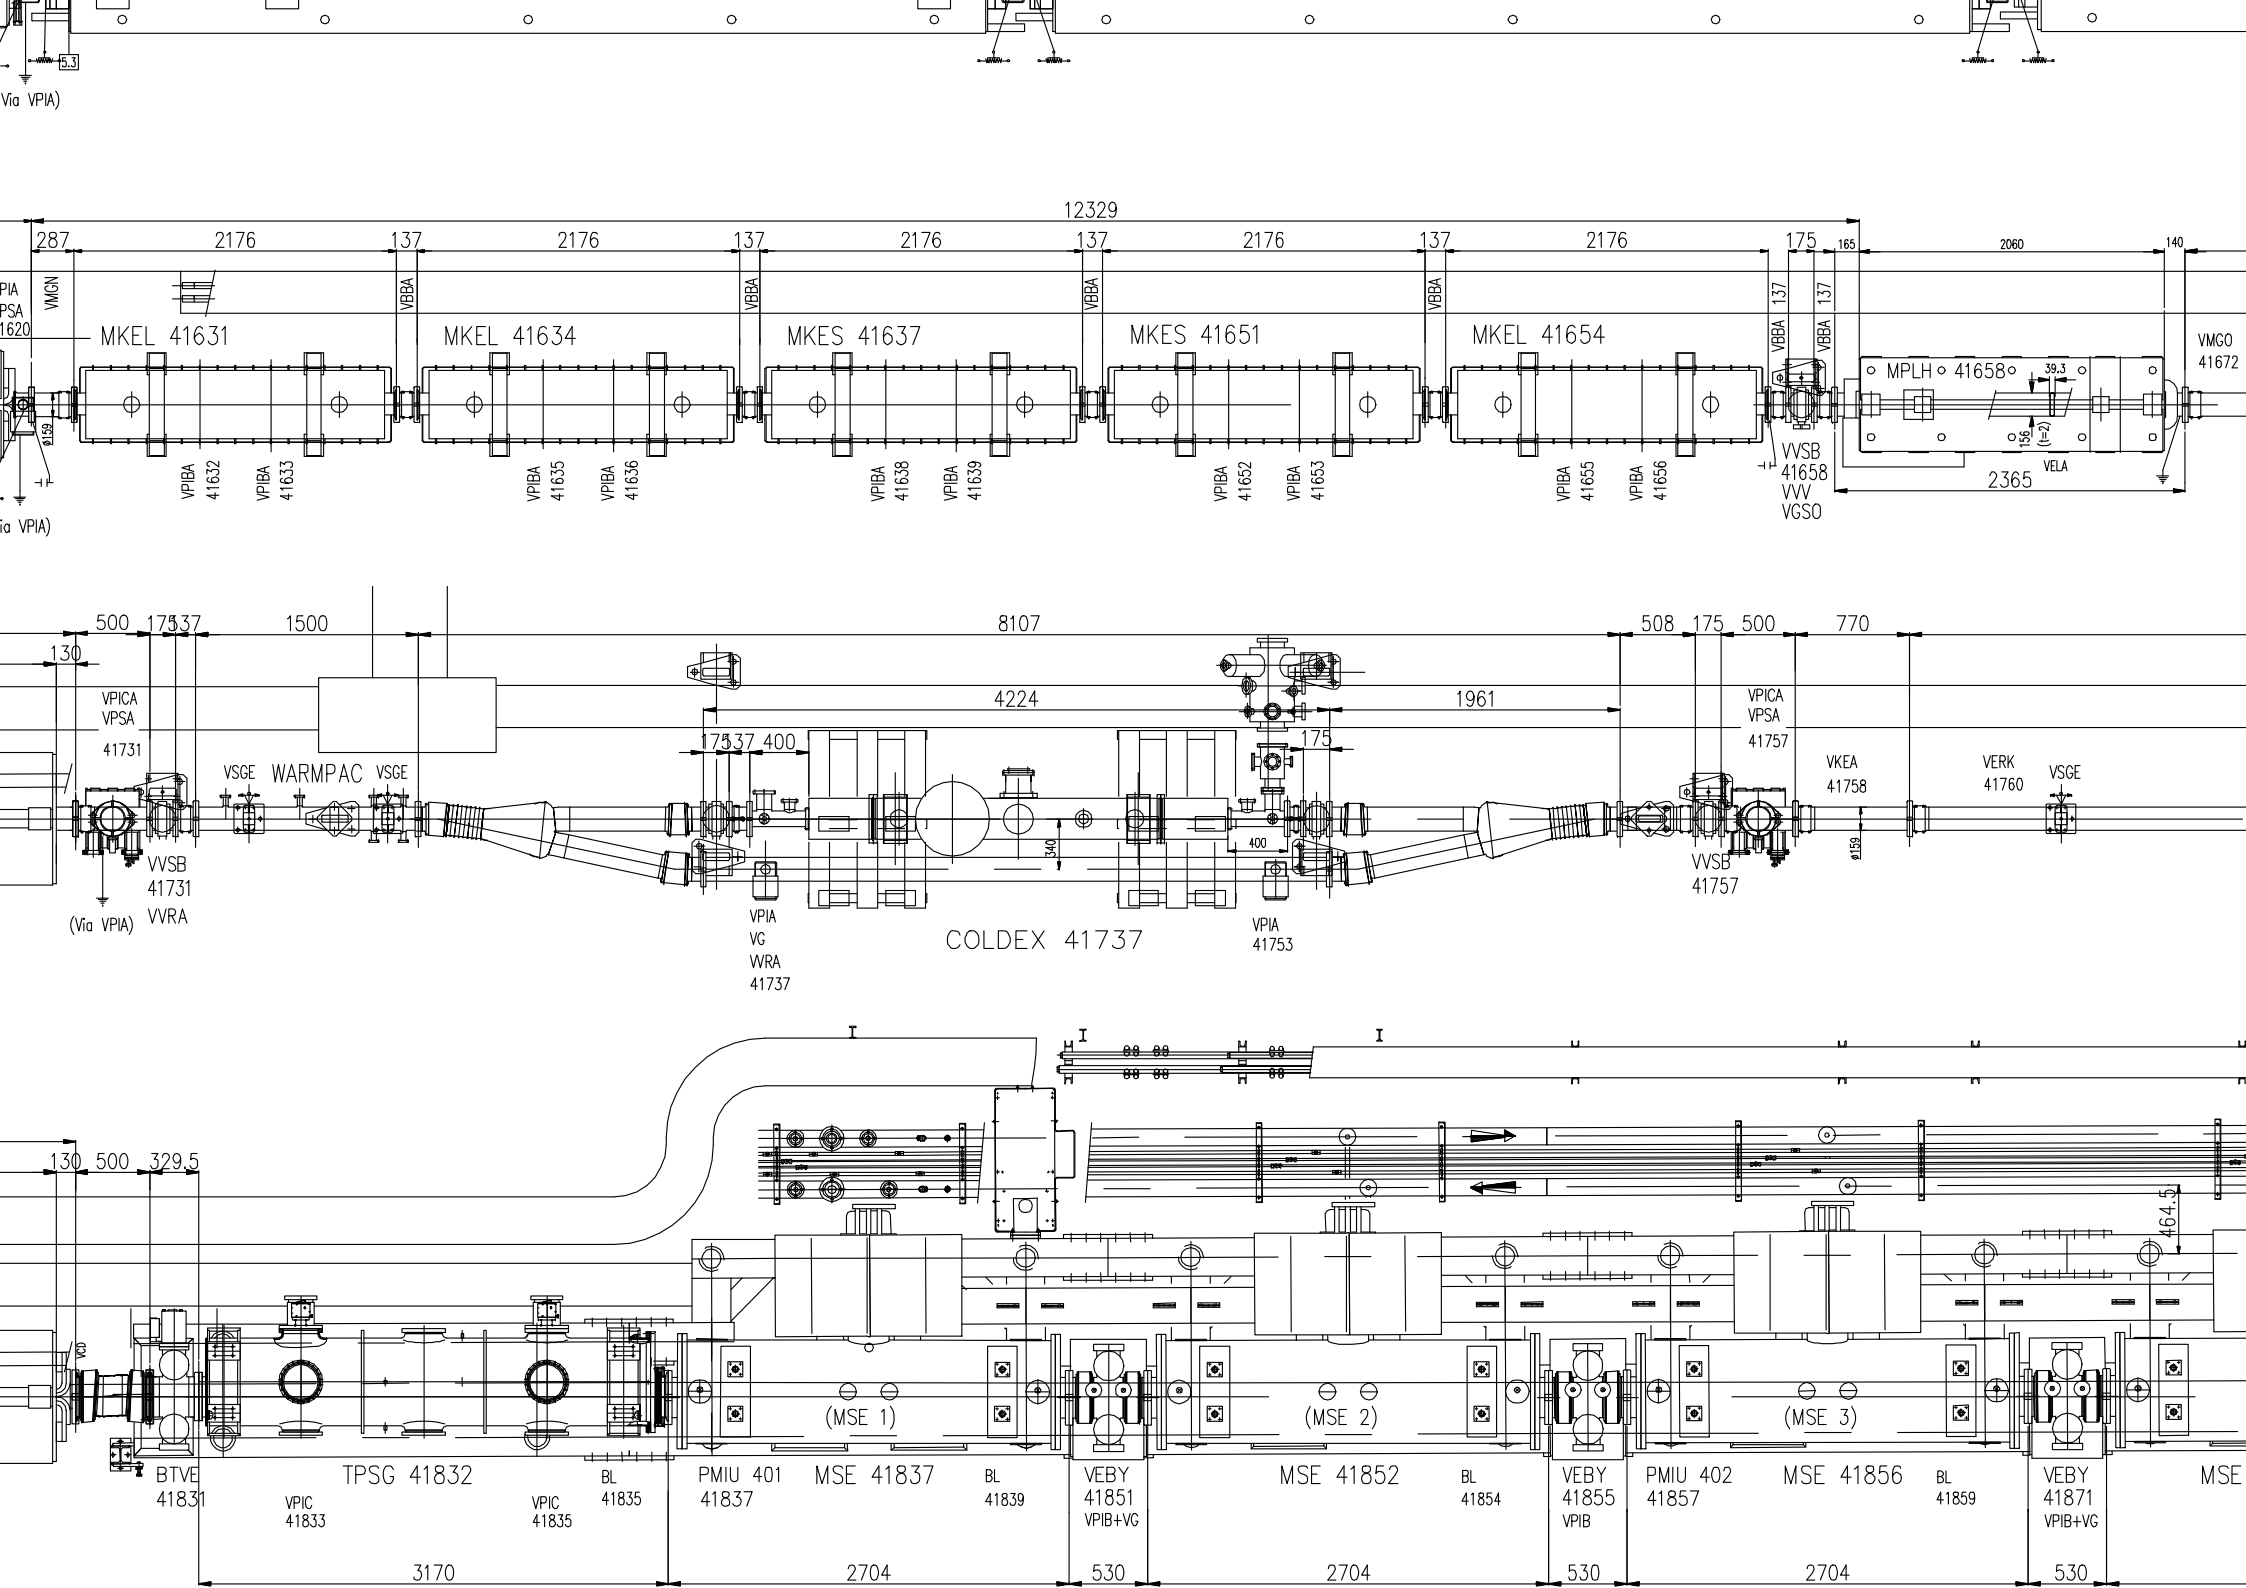 5.3
Via VPIA)
12329
287 2176 137 2176 137 2176 137 2176 137 2176 175 165 2060 140
VMGN VBBA VBBA VBBA VBBA VBBA 137 VBBA 137
PIA
PSA
1620
MKEL 41631 MKEL 41634 MKES 41637 MKES 41651 MKEL 41654 MPLH 41658
39.3
VMGO
41672
ø159
156
(t=2)
VPIBA 41632 VPIBA 41633 VPIBA 41635 VPIBA 41636 VPIBA 41638 VPIBA 41639 VPIBA 41652 VPIBA 41653 VPIBA 41655 VPIBA 41656
VVSB
41658
VVV
VGSO
VELA
2365
ia VPIA)
500 175 137 1500 8107 508 175 500 770
130
4224 1961
VPICA
VPSA
41731
VPICA
VPSA
41757
175 137 400 175
VSGE WARMPAC VSGE
VKEA
41758
VERK
41760
VSGE
340
400
ø159
VVSB
41731
VVRA
(Via VPIA)
VVSB
41757
VPIA
VG
VVRA
41737
COLDEX 41737
VPIA
41753
I I I
130 500 329.5
464.5
VCD
(MSE 1) (MSE 2) (MSE 3)
BTVE
41831
TPSG 41832
VPIC
41833
VPIC
41835
BL
41835
PMIU 401
41837
MSE 41837
BL
41839
VEBY
41851
VPIB+VG
MSE 41852
BL
41854
VEBY
41855
VPIB
PMIU 402
41857
MSE 41856
BL
41859
VEBY
41871
VPIB+VG
MSE
3170 2704 530 2704 530 2704 530